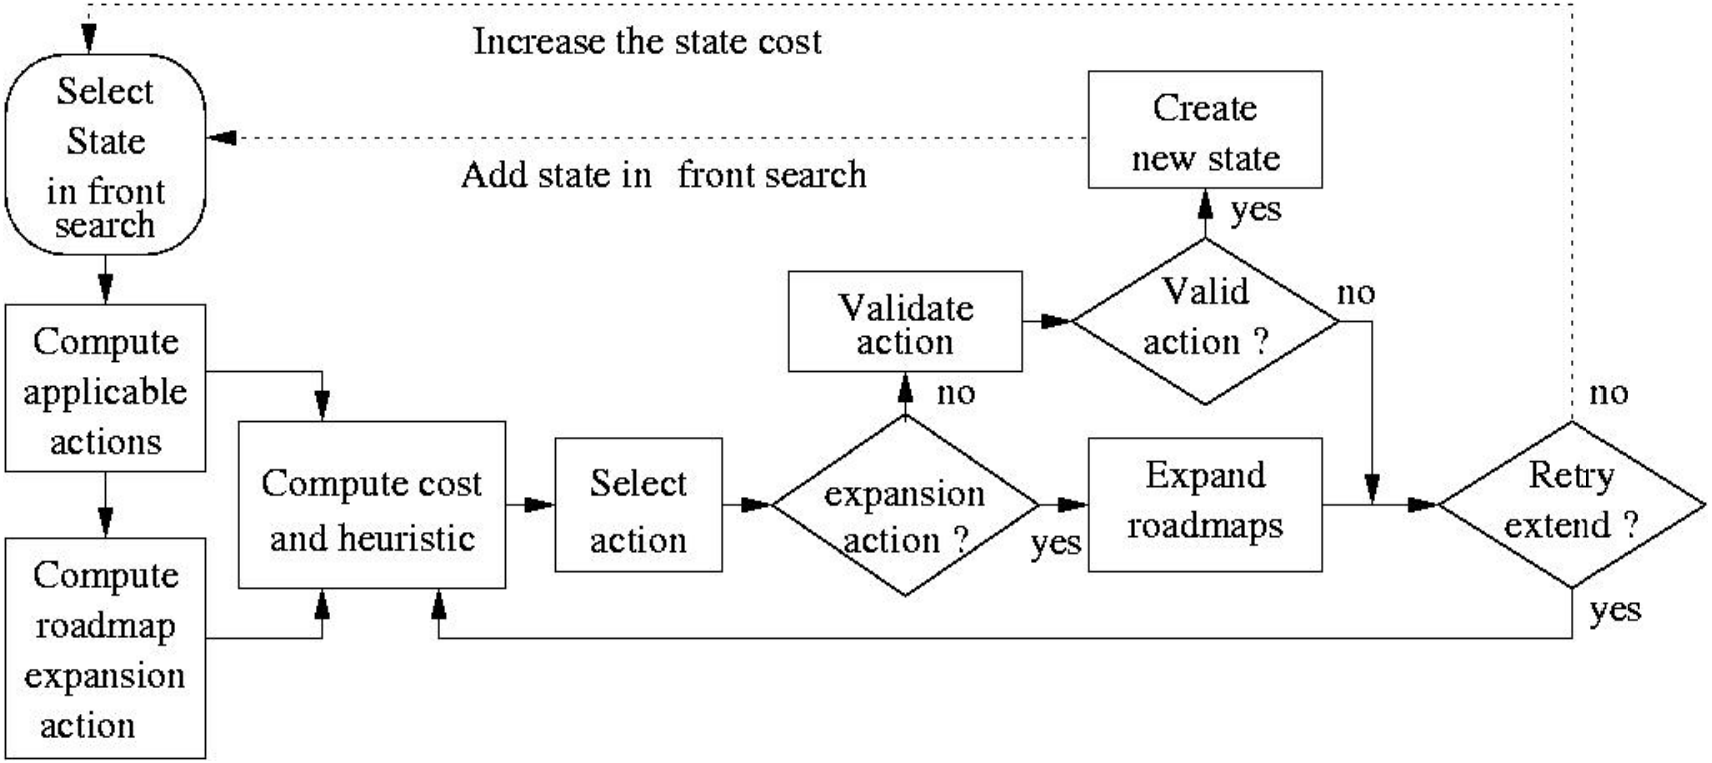 Increase the state cost
Select
State
in front
search
Add state in front search
Create
new state
yes
Compute
applicable
actions
Validate
action
no
Valid
action ?
no
Compute cost
and heuristic
Select
action
expansion
action ?
yes
Expand
roadmaps
Retry
extend ?
no
yes
Compute
roadmap
expansion
action